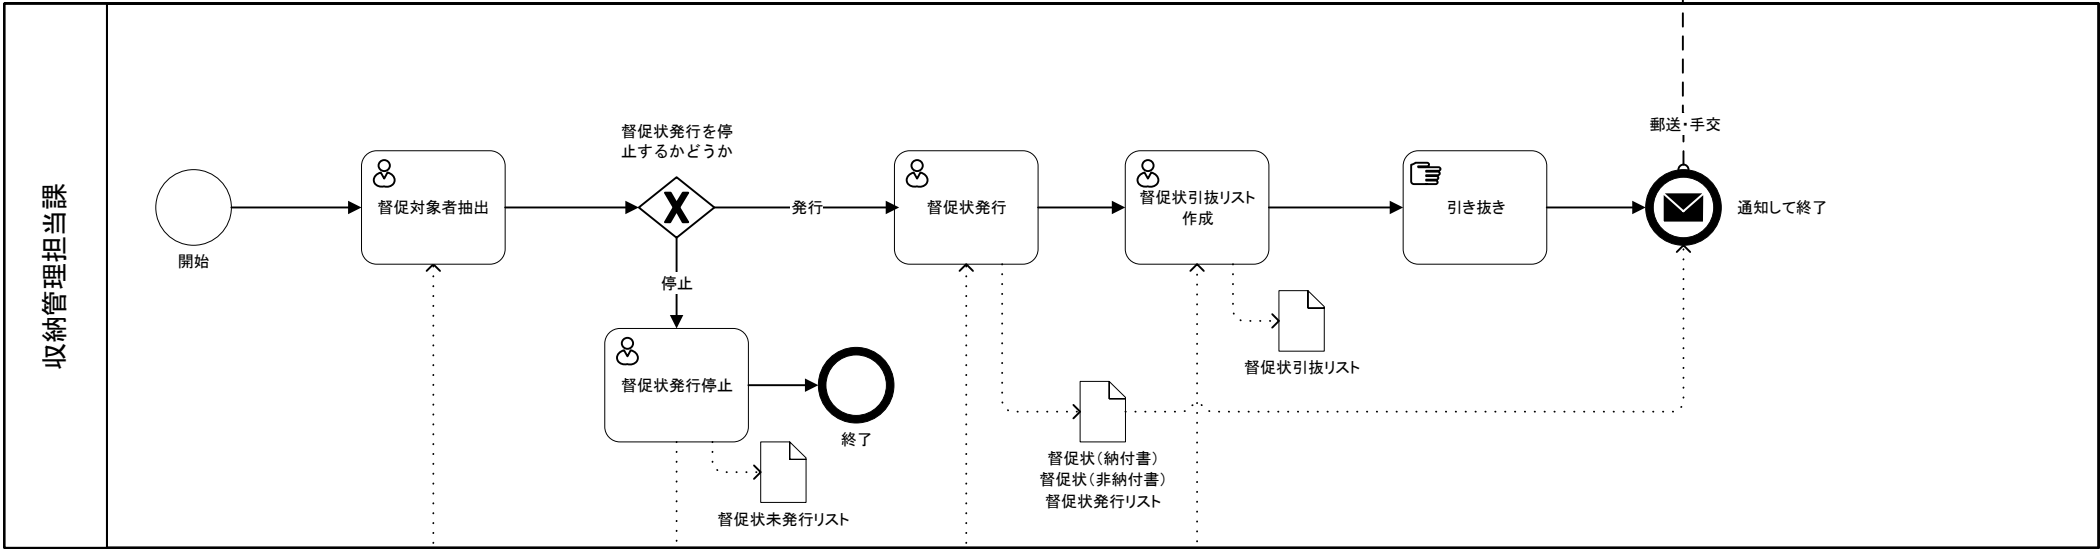 収納管理担当課
開始
督促対象者抽出
督促状発行を停
止するかどうか
発行
停止
督促状発行停止
終了
督促状未発行リスト
督促状発行
督促状(納付書)
督促状(非納付書)
督促状発行リスト
督促状引抜リスト
作成
督促状引抜リスト
引き抜き
郵送・手交
通知して終了